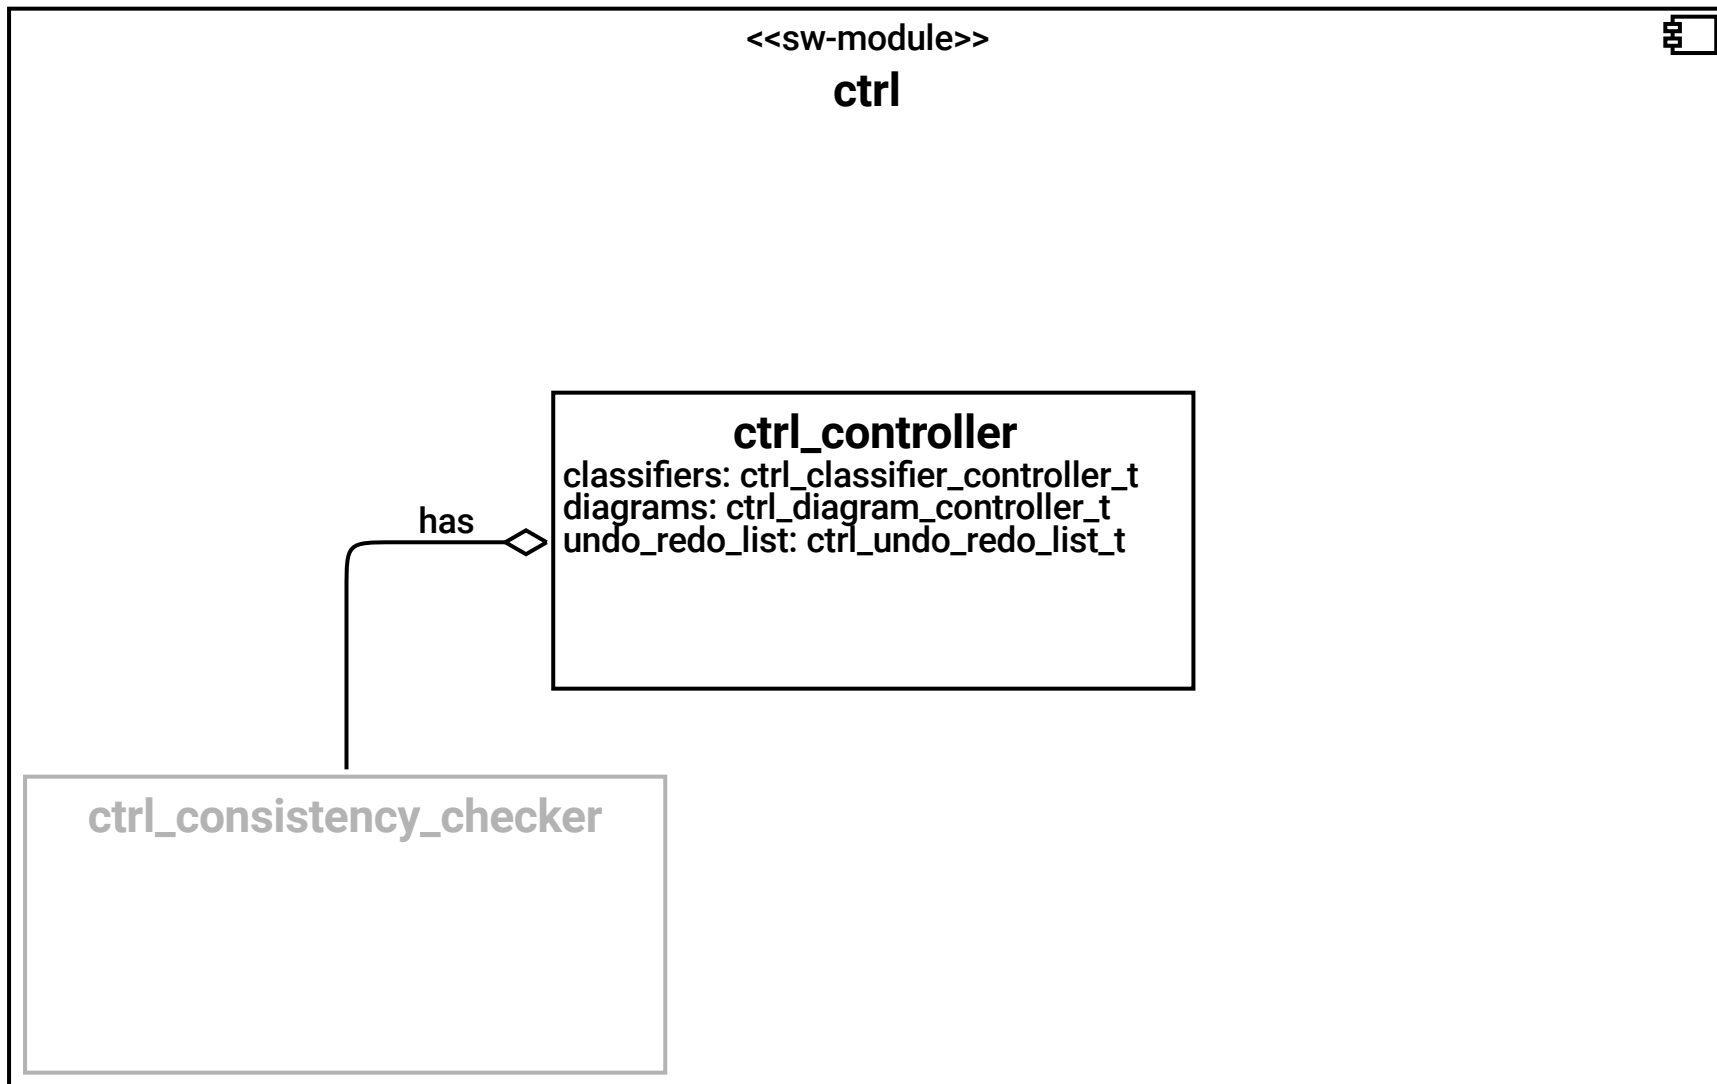 <<sw-module>>
ctrl
ctrl_controller
classifiers: ctrl_classifier_controller_t
diagrams: ctrl_diagram_controller_t
undo_redo_list: ctrl_undo_redo_list_t
has
ctrl_consistency_checker